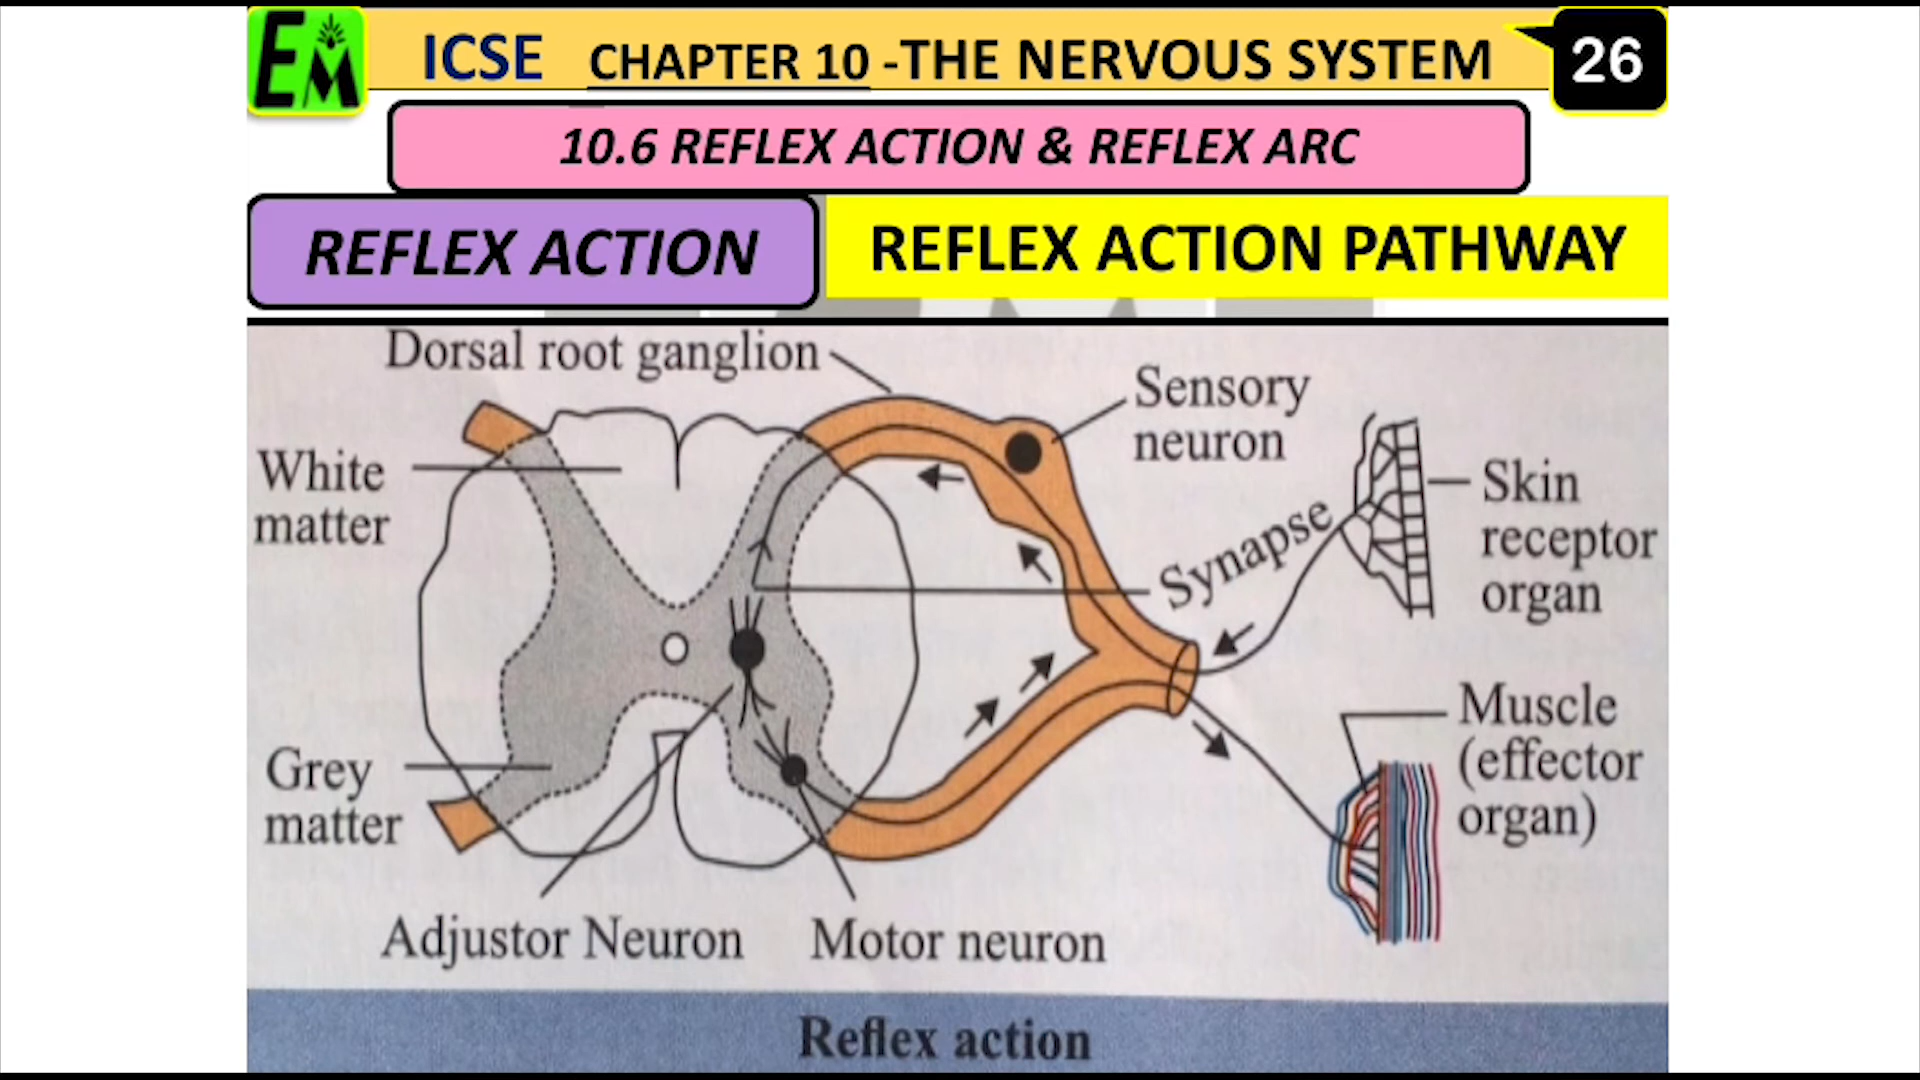 EM
ICSE CHAPTER 10 -THE NERVOUS SYSTEM
26
10.6 REFLEX ACTION & REFLEX ARC
REFLEX ACTION
REFLEX ACTION PATHWAY
Dorsal root ganglion
Sensory
neuron
White
matter
Skin
receptor
organ
Synapse
Muscle
(effector
organ)
Grey
matter
Adjustor Neuron
Motor neuron
Reflex action